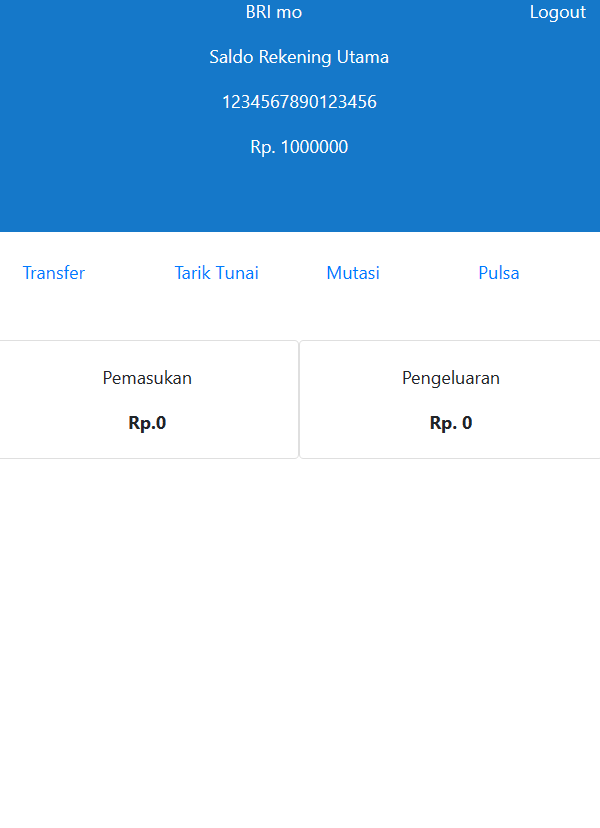 BRI mo Logout
Saldo Rekening Utama
1234567890123456
Rp. 1000000
Transfer Tarik Tunai Mutasi Pulsa
Pemasukan Pengeluaran
Rp.0 Rp. 0